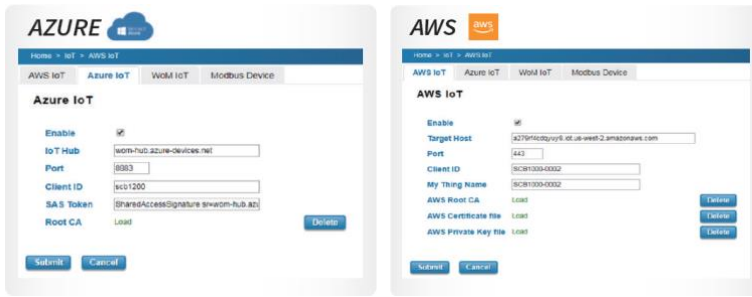 AZURE
Home > IoT > AWS IoT
AWS IoT Azure IoT WoM IoT Modbus Device
Azure IoT
Enable
IoT Hub wom-hub.azure-devices.net
Port 8883
Client ID scb1200
SAS Token SharedAccessSignature sr=wom-hub.azu
Root CA Load Delete
Submit Cancel
AWS aws
Home > IoT > AWS IoT
AWS IoT Azure IoT WoM IoT Modbus Device
AWS IoT
Enable
Target Host
Port 443
Client ID SCB1000-0002
My Thing Name SCB1000-0002
AWS Root CA Load Delete
AWS Certificate file Load Delete
AWS Private Key file Load Delete
Submit Cancel